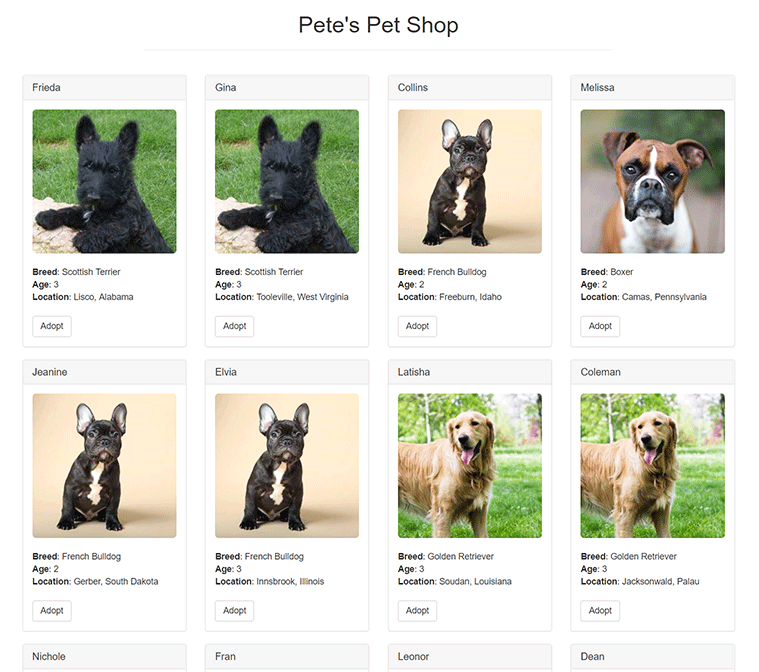 Pete's Pet Shop
Frieda
Breed: Scottish Terrier
Age: 3
Location: Lisco, Alabama
Adopt
Gina
Breed: Scottish Terrier
Age: 3
Location: Tooleville, West Virginia
Adopt
Collins
Breed: French Bulldog
Age: 2
Location: Freeburn, Idaho
Adopt
Melissa
Breed: Boxer
Age: 2
Location: Camas, Pennsylvania
Adopt
Jeanine
Breed: French Bulldog
Age: 2
Location: Gerber, South Dakota
Adopt
Elvia
Breed: French Bulldog
Age: 3
Location: Innsbrook, Illinois
Adopt
Latisha
Breed: Golden Retriever
Age: 3
Location: Soudan, Louisiana
Adopt
Coleman
Breed: Golden Retriever
Age: 3
Location: Jacksonwald, Palau
Adopt
Nichole
Fran
Leonor
Dean